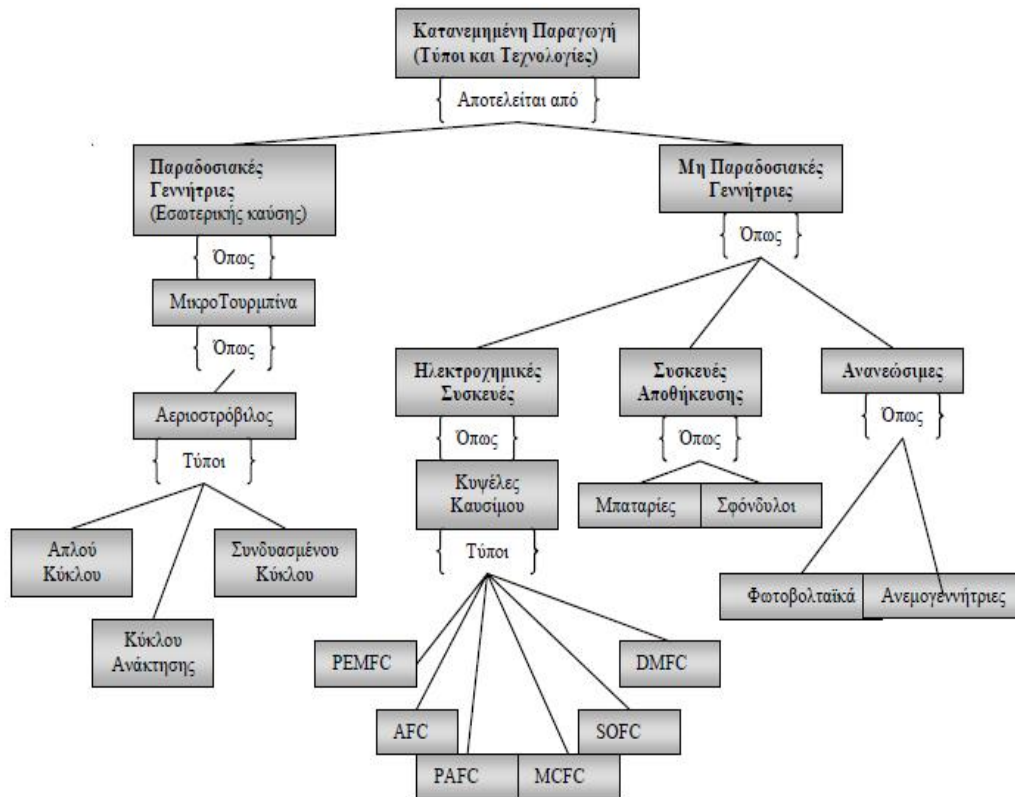 Κατανεμημένη Παραγωγή
(Τύποι και Τεχνολογίες)
Αποτελείται από
Παραδοσιακές
Γεννήτριες
(Εσωτερικής καύσης)
Μη Παραδοσιακές
Γεννήτριες
Όπως
Όπως
ΜικροΤουρμπίνα
Όπως
Ηλεκτροχημικές
Συσκευές
Συσκευές
Αποθήκευσης
Ανανεώσιμες
Αεριοστρόβιλος
Όπως
Όπως
Όπως
Τύποι
Κυψέλες
Καυσίμου
Μπαταρίες
Σφόνδυλοι
Απλού
Κύκλου
Συνδυασμένου
Κύκλου
Τύποι
Φωτοβολταϊκά
Ανεμογεννήτριες
Κύκλου
Ανάκτησης
PEMFC
DMFC
AFC
SOFC
PAFC
MCFC